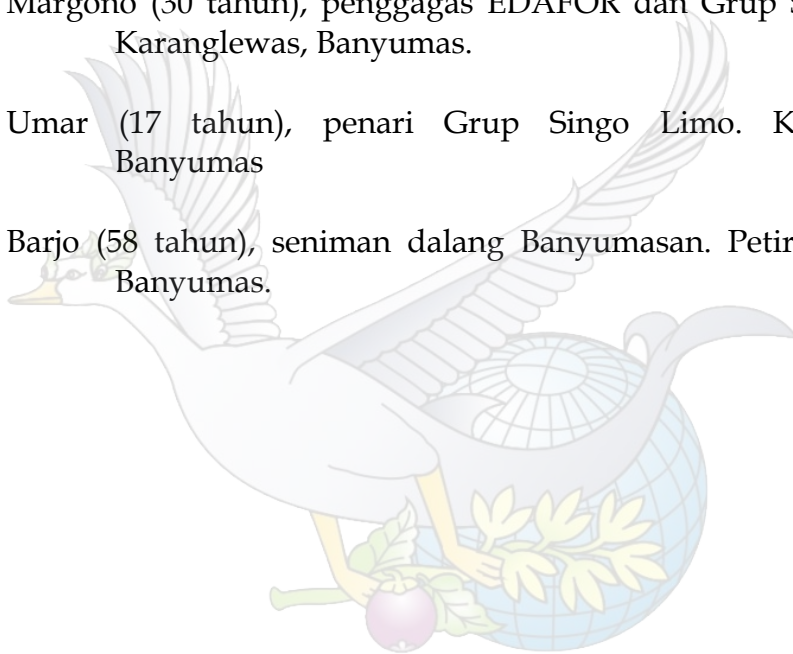 Margono (30 tahun), penggagas EDAFOR dan Grup
Karanglewas, Banyumas.
Umar (17 tahun), penari Grup Singo Limo.
Banyumas
Barjo (58 tahun), seniman dalang Banyumasan. Petir
Banyumas.